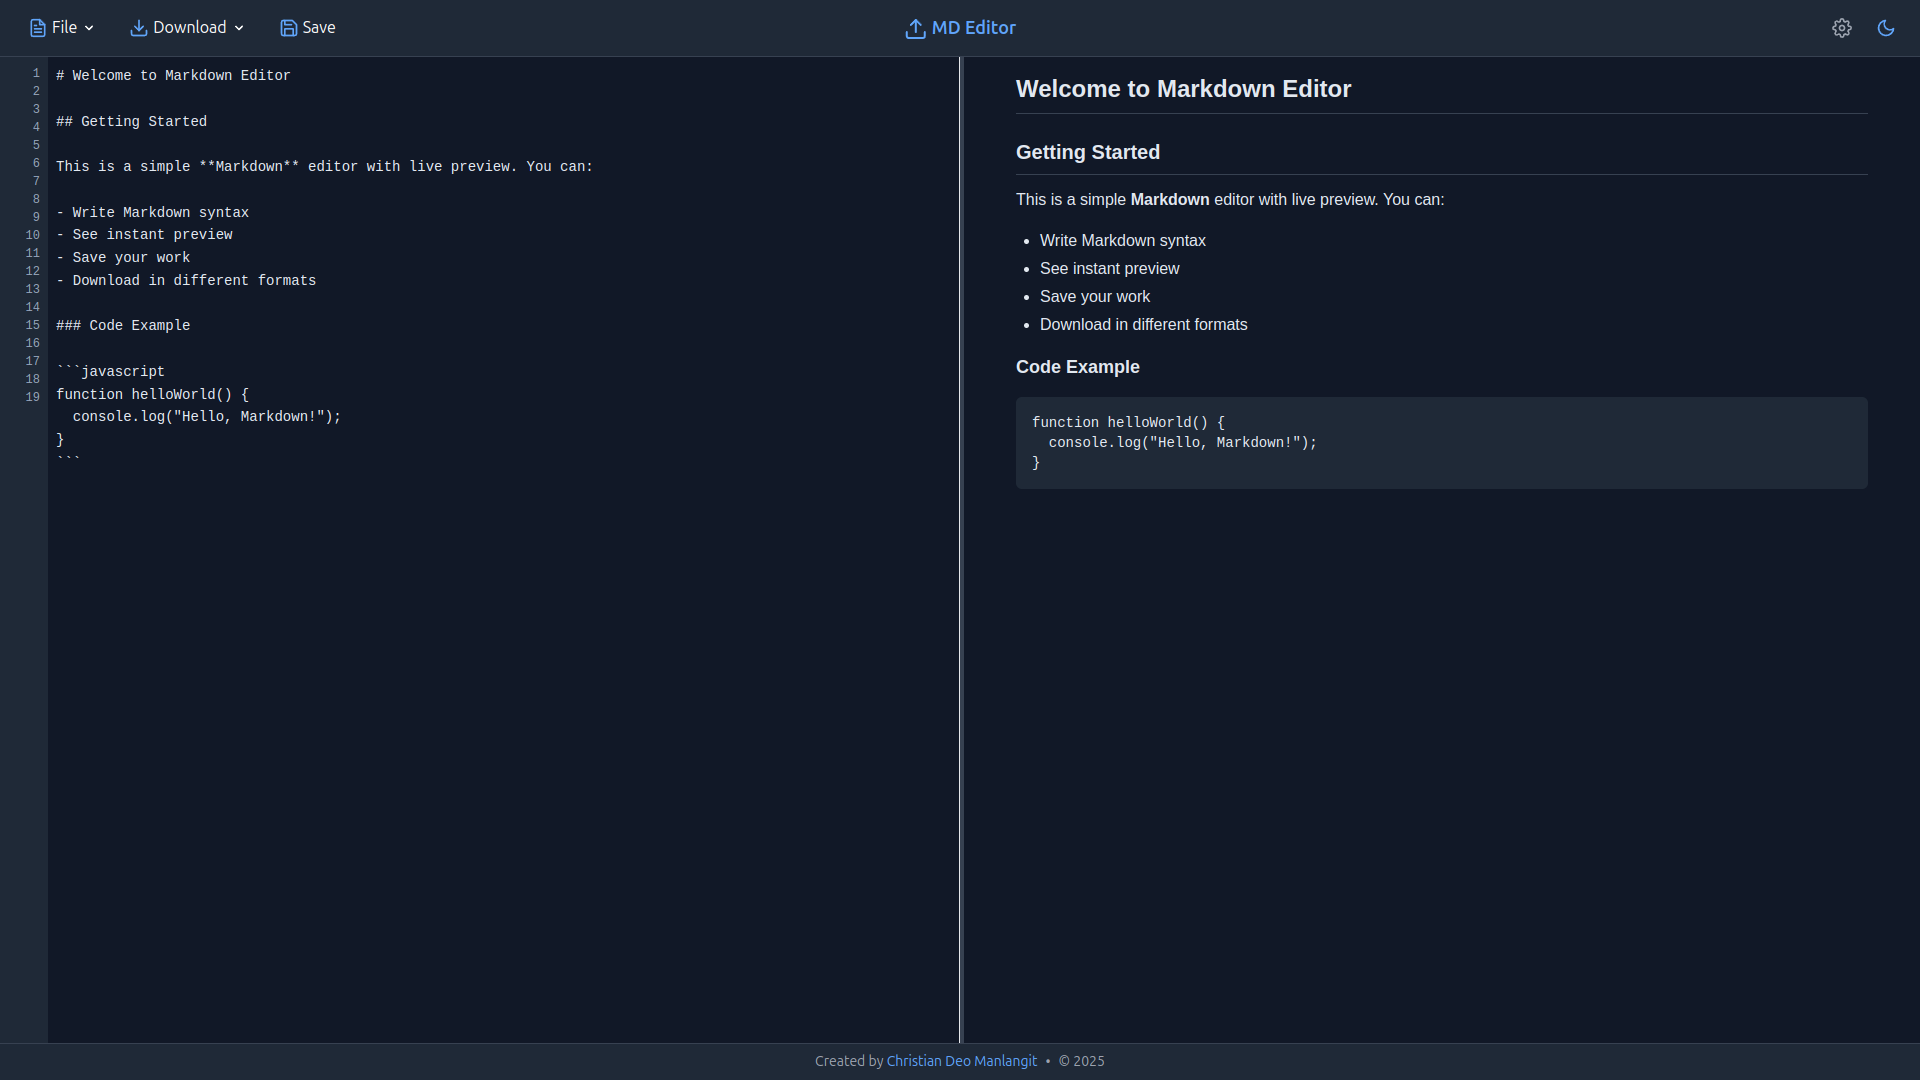 File
Download
Save
MD Editor
1
2
3
4
5
6
7
8
9
10
11
12
13
14
15
16
17
18
19
# Welcome to Markdown Editor
## Getting Started
This is a simple **Markdown** editor with live preview. You can:
- Write Markdown syntax
- See instant preview
- Save your work
- Download in different formats
### Code Example
```javascript
function helloWorld() {
  console.log("Hello, Markdown!");
}
```
Welcome to Markdown Editor
Getting Started
This is a simple Markdown editor with live preview. You can:
• Write Markdown syntax
• See instant preview
• Save your work
• Download in different formats
Code Example
function helloWorld() {
  console.log("Hello, Markdown!");
}
Created by Christian Deo Manlangit • © 2025